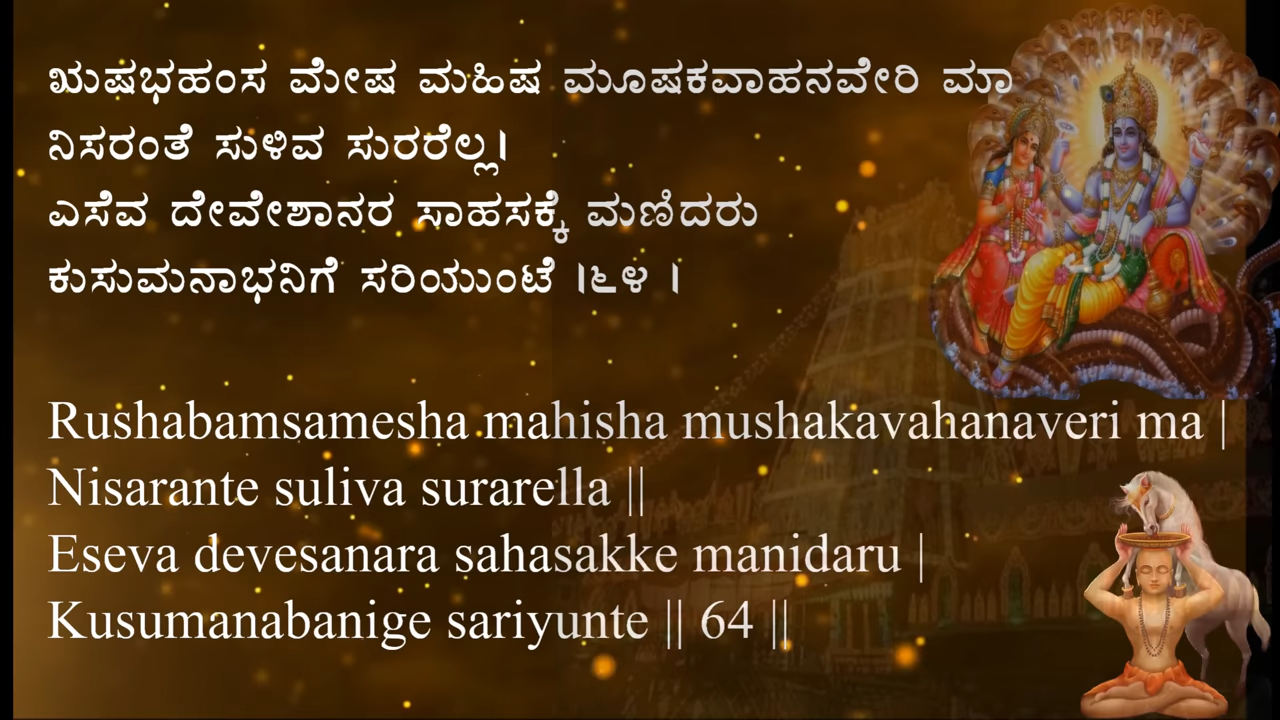 ಋಷಭಹಂಸ ಮೇಷ ಮಹಿಷ ಮೂಷಕವಾಹನವೇರಿ ಮಾ
ನಿಸರಂತೆ ಸುಳಿವ ಸುರರೆಲ್ಲ।
ಎಸೆವ ದೇವೇಶಾನರ ಸಾಹಸಕ್ಕೆ ಮಣಿದರು
ಕುಸುಮನಾಭನಿಗೆ ಸರಿಯುಂಟೆ ।೬೪ ।
Rushabamsamesha mahisha mushakavahanaveri ma |
Nisarante suliva surarella ||
Eseva devesanara sahasakke manidaru |
Kusumanabanige sariyunte || 64 ||